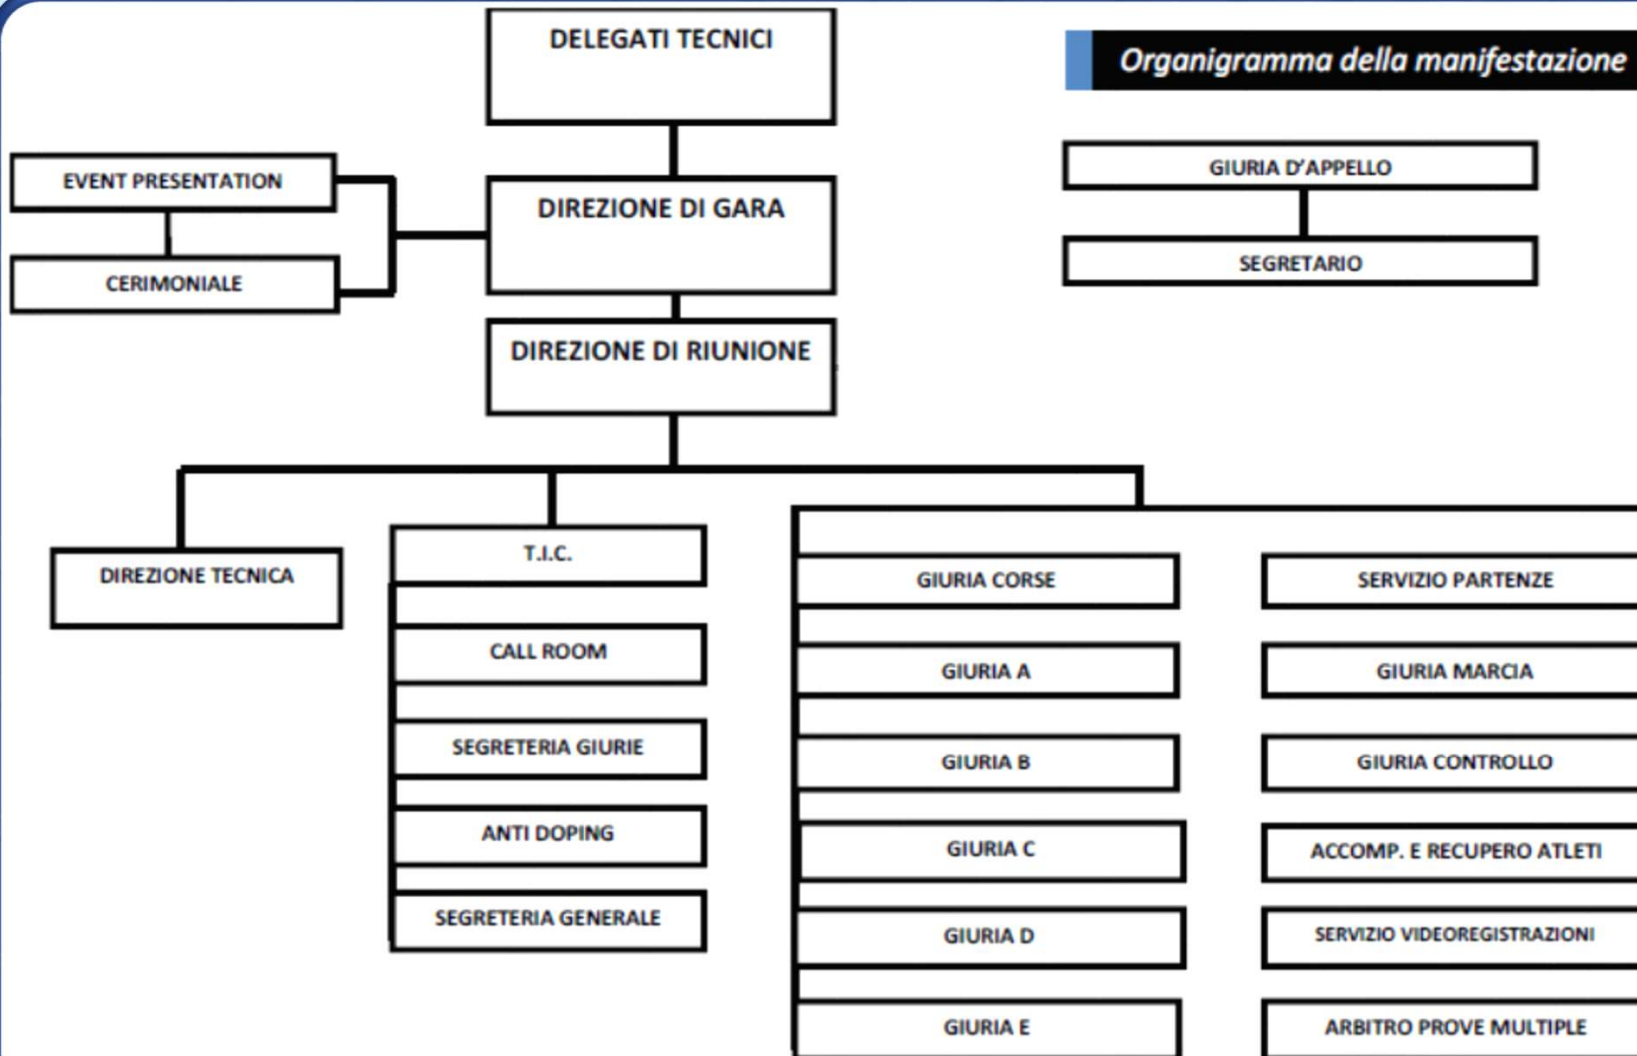 DELEGATI TECNICI
Organigramma della manifestazione
EVENT PRESENTATION
CERIMONIALE
DIREZIONE DI GARA
GIURIA D'APPELLO
SEGRETARIO
DIREZIONE DI RIUNIONE
DIREZIONE TECNICA
T.I.C.
CALL ROOM
SEGRETERIA GIURIE
ANTI DOPING
SEGRETERIA GENERALE
GIURIA CORSE
GIURIA A
GIURIA B
GIURIA C
GIURIA D
GIURIA E
SERVIZIO PARTENZE
GIURIA MARCIA
GIURIA CONTROLLO
ACCOMP. E RECUPERO ATLETI
SERVIZIO VIDEOREGISTRAZIONI
ARBITRO PROVE MULTIPLE